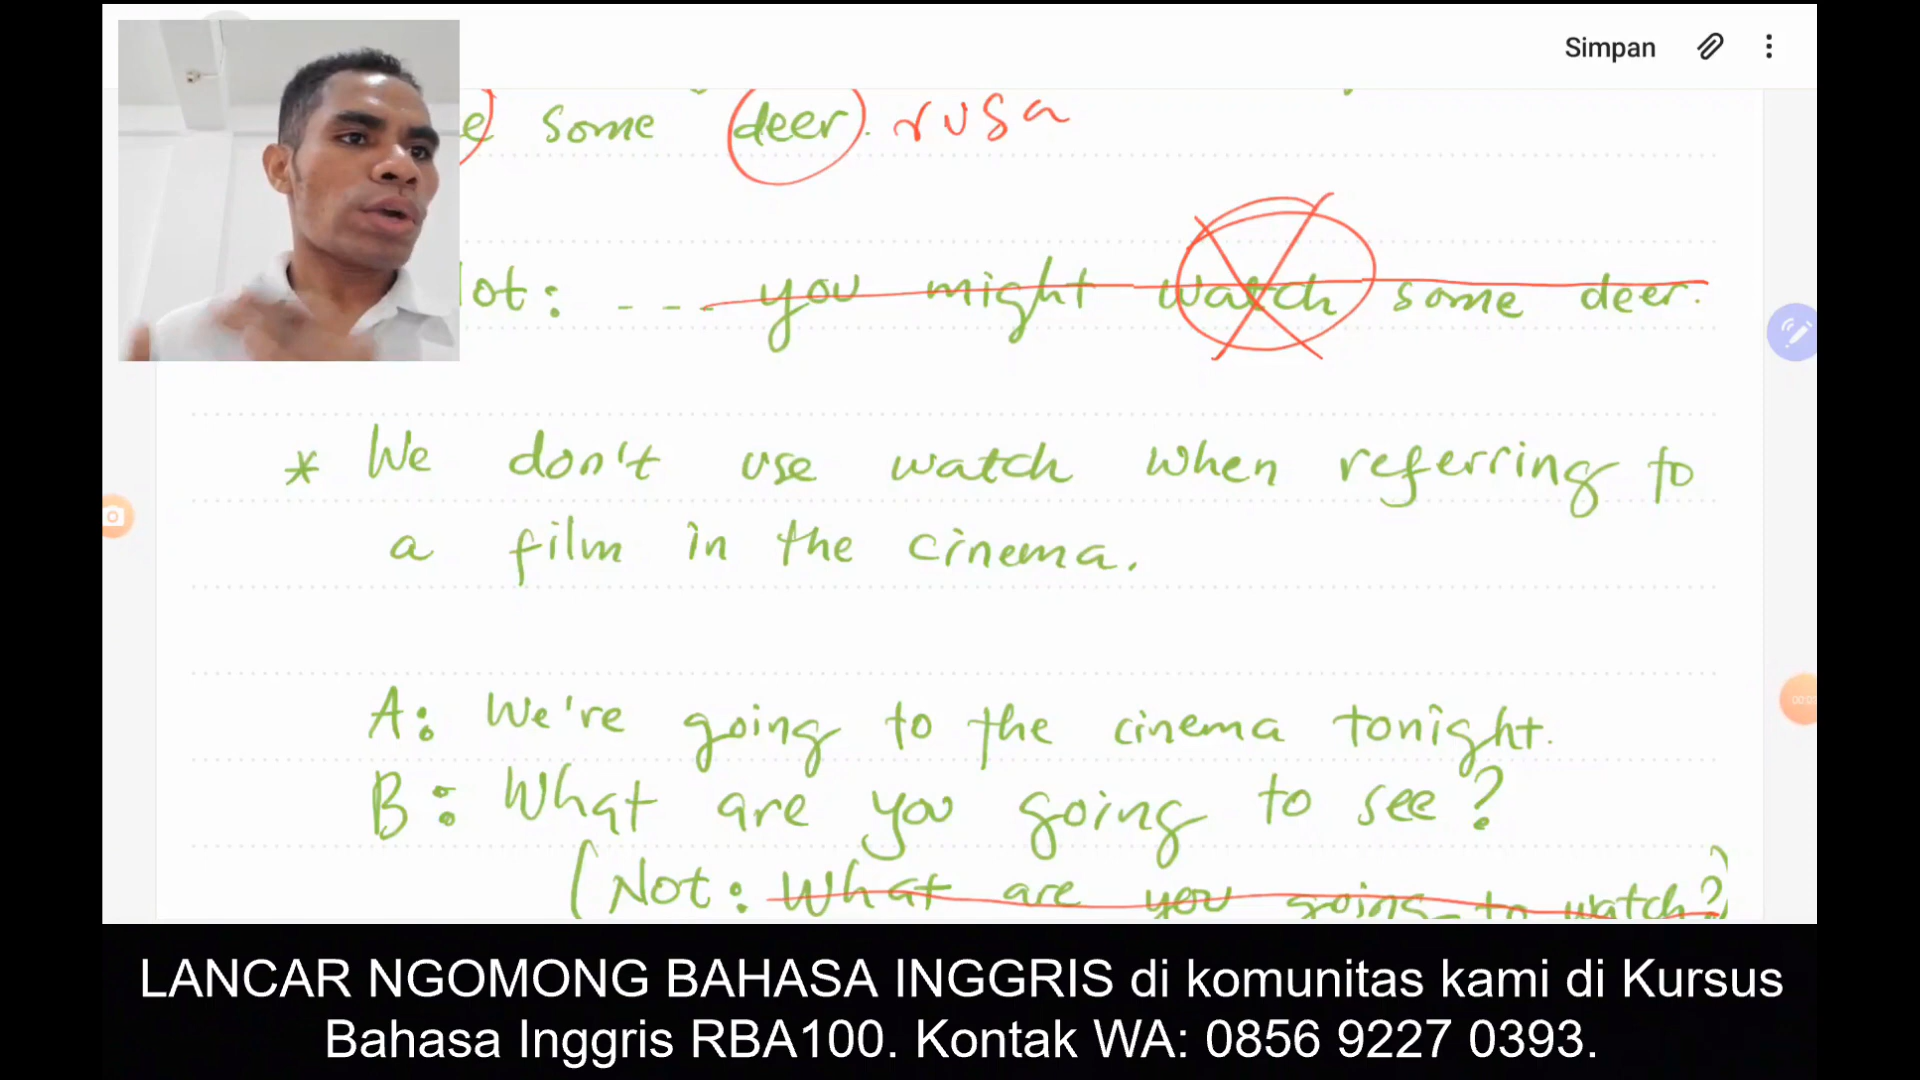 Simpan
some deer. rusa
ot: --- you might watch some deer.
* We don't use watch when referring to
a film in the cinema.
A: We're going to the cinema tonight.
B: What are you going to see?
(Not: What are you going to watch?)
LANCAR NGOMONG BAHASA INGGRIS di komunitas kami di Kursus
Bahasa Inggris RBA100. Kontak WA: 0856 9227 0393.